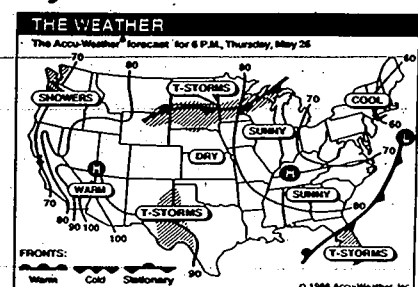 THE WEATHER
The Accu-Weather® forecast for 6 P.M., Thursday, May 26
70
80
80
60
T-STORMS
SHOWERS
COOL
SUNNY
70
60
DRY
70
H
H
L
WARM
SUNNY
70
80
90
100
100
T-STORMS
80
90
T-STORMS
FRONTS:
Warm
Cold
Stationary
Accu-Weather, Inc.